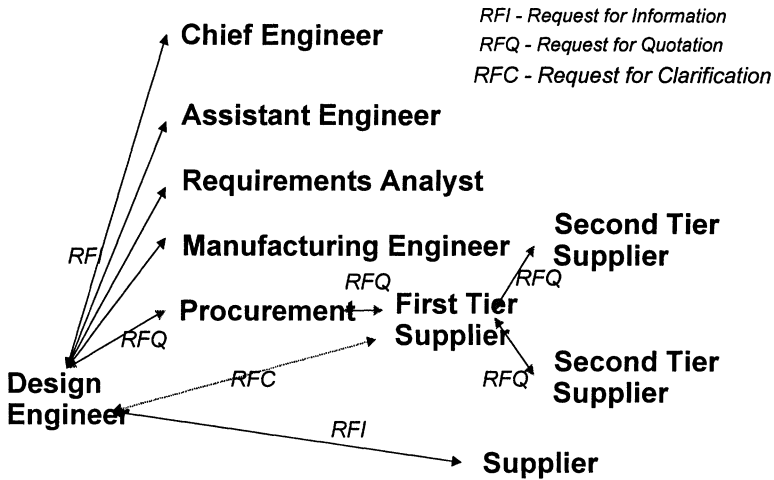 Chief Engineer
RFI - Request for Information
RFQ - Request for Quotation
RFC - Request for Clarification
Assistant Engineer
Requirements Analyst
Manufacturing Engineer
RFI
Second Tier
Supplier
RFQ
RFQ
Procurement
First Tier
Supplier
RFQ
RFC
RFQ
Second Tier
Supplier
Design
Engineer
RFI
Supplier